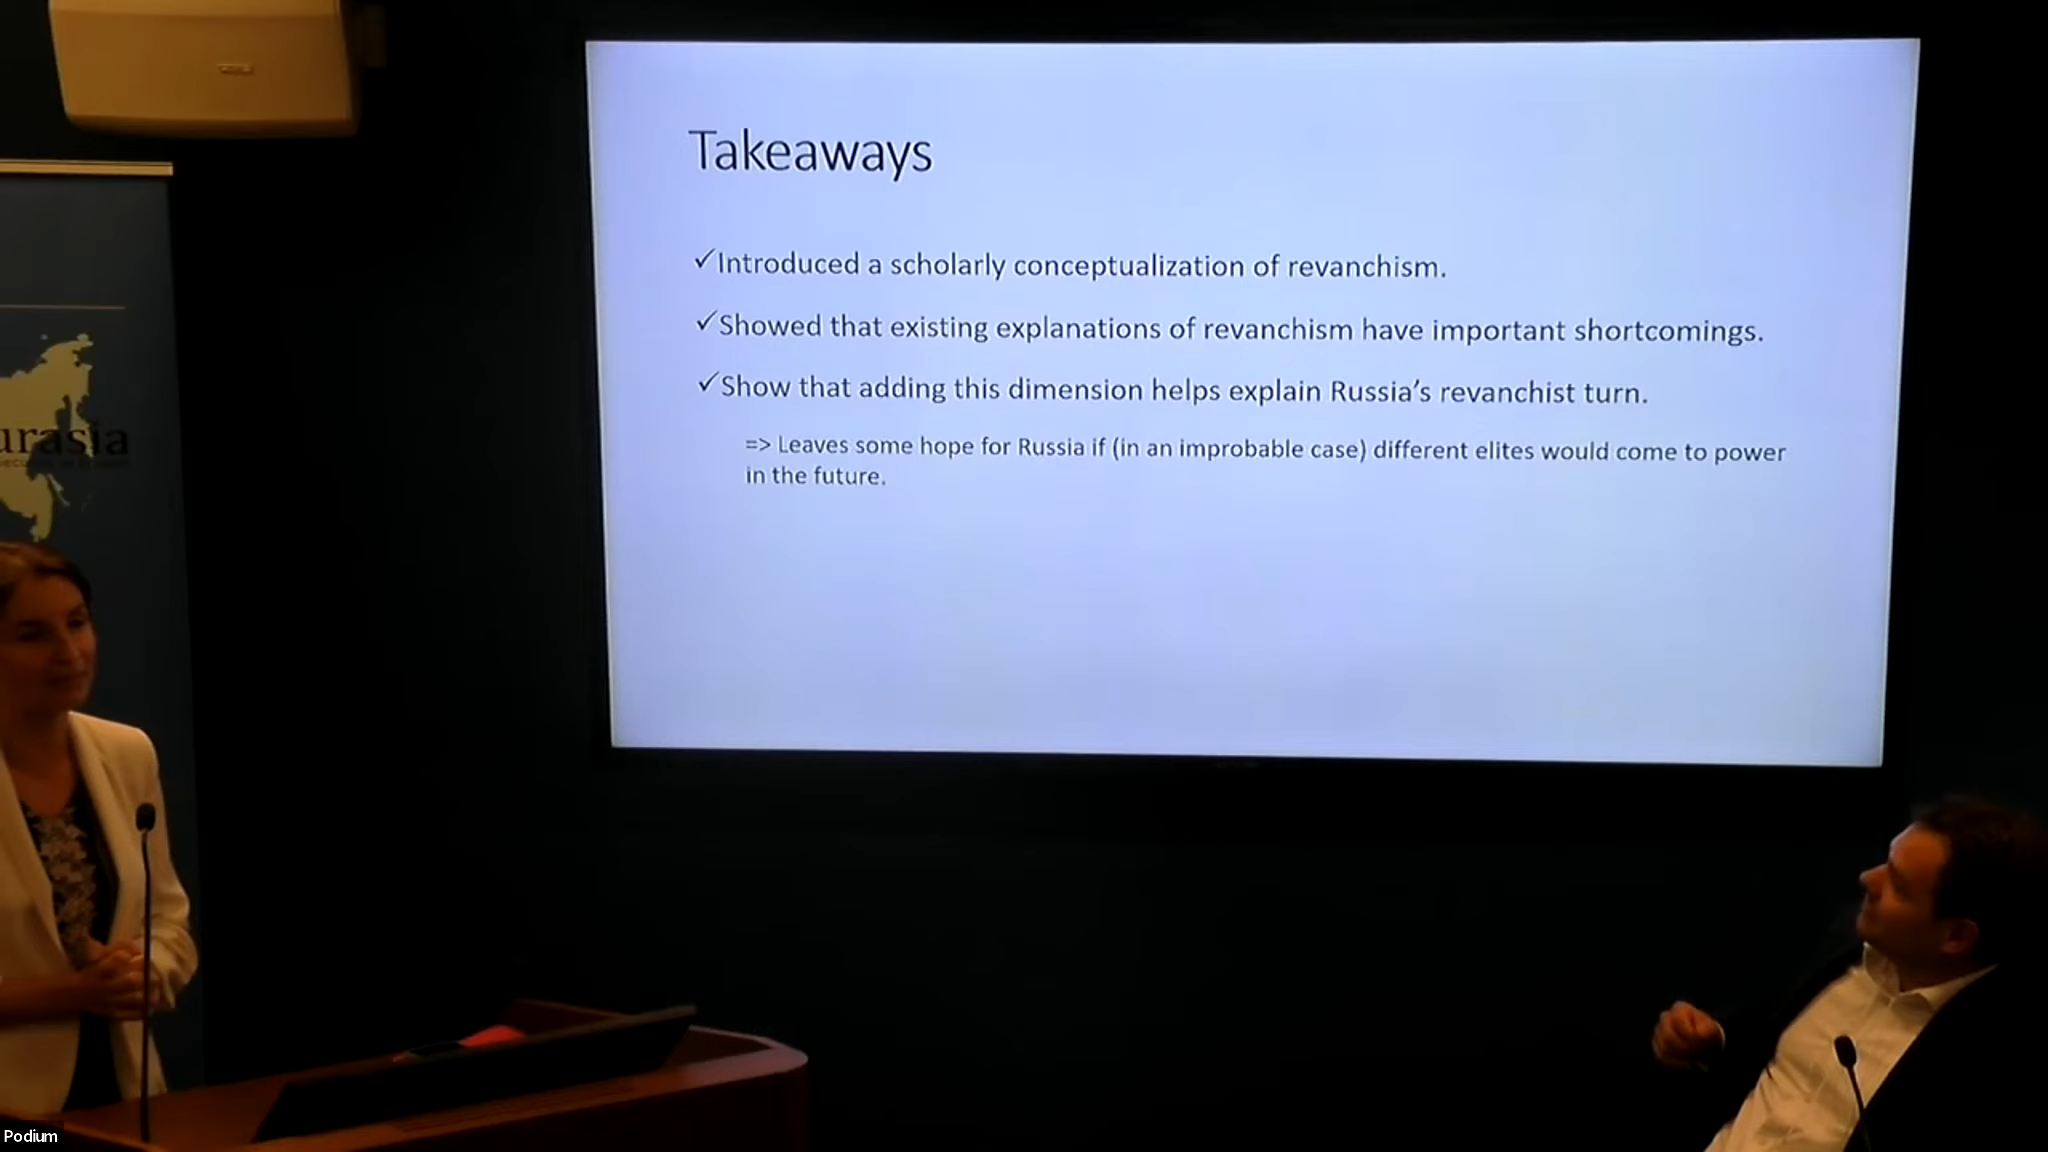 Takeaways
✓Introduced a scholarly conceptualization of revanchism.
✓Showed that existing explanations of revanchism have important shortcomings.
✓Show that adding this dimension helps explain Russia’s revanchist turn.
=> Leaves some hope for Russia if (in an improbable case) different elites would come to power
in the future.
urasia
Podium